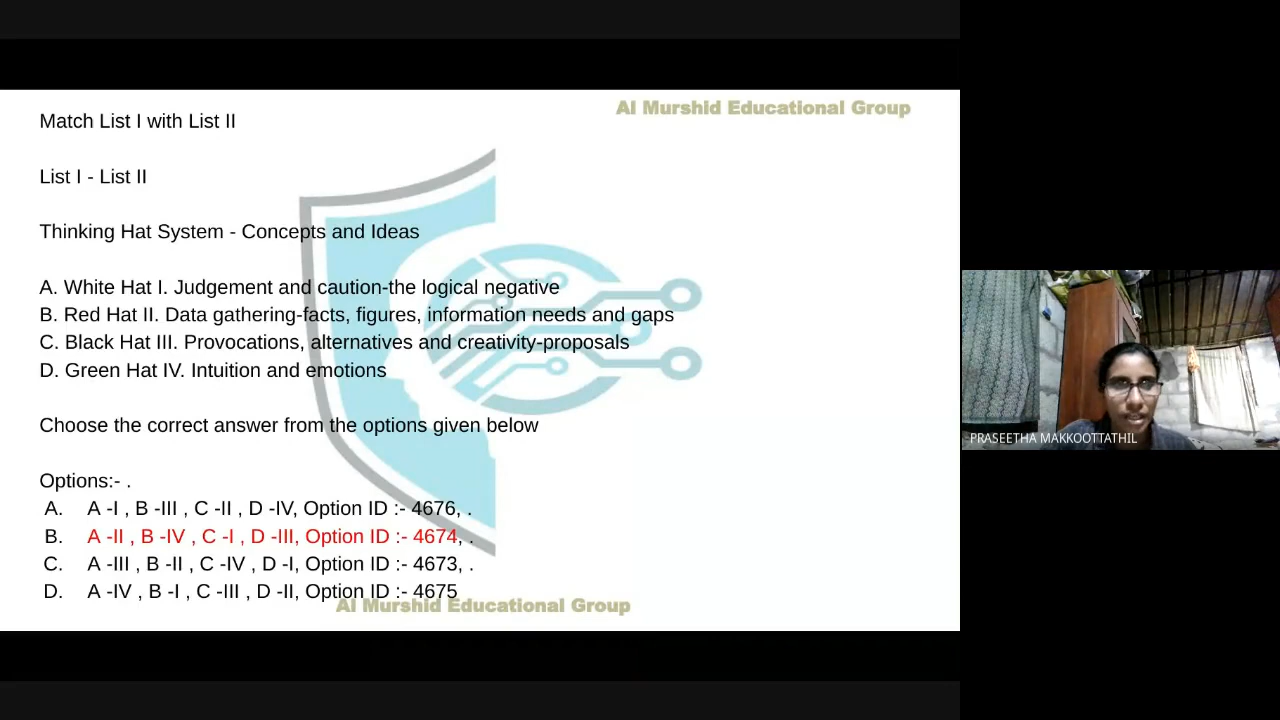 Al Murshid Educational Group
Match List I with List II
List I - List II
Thinking Hat System - Concepts and Ideas
A. White Hat I. Judgement and caution-the logical negative
B. Red Hat II. Data gathering-facts, figures, information needs and gaps
C. Black Hat III. Provocations, alternatives and creativity-proposals
D. Green Hat IV. Intuition and emotions
Choose the correct answer from the options given below
Options:- .
A. A -I , B -III , C -II , D -IV, Option ID :- 4676, .
B. A -II , B -IV , C -I , D -III, Option ID :- 4674, .
C. A -III , B -II , C -IV , D -I, Option ID :- 4673, .
D. A -IV , B -I , C -III , D -II, Option ID :- 4675
Al Murshid Educational Group
PRASEETHA MAKKOOTTATHIL